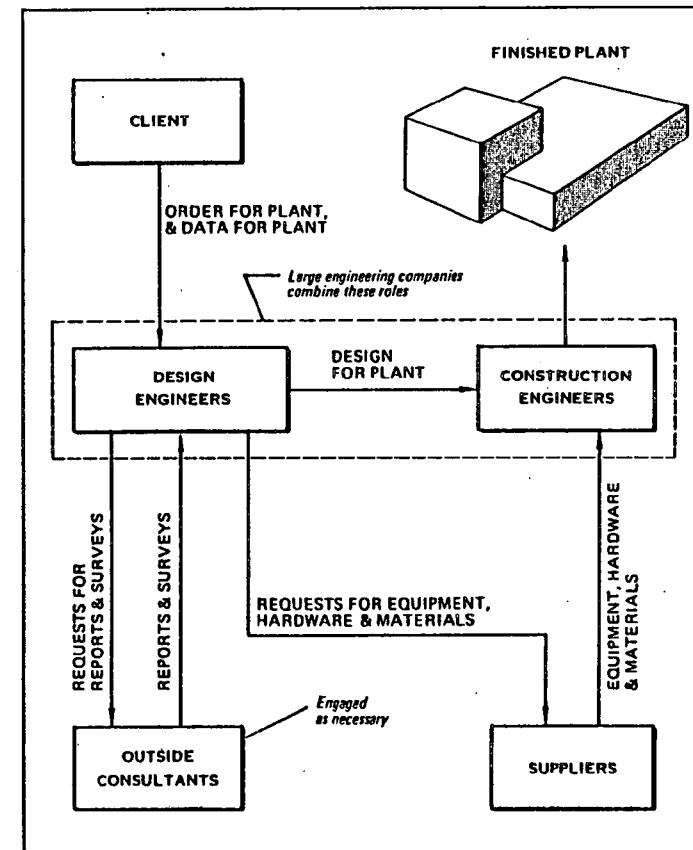 FINISHED PLANT
CLIENT
ORDER FOR PLANT,
& DATA FOR PLANT
Large engineering companies
combine these roles
DESIGN
ENGINEERS
DESIGN
FOR PLANT
CONSTRUCTION
ENGINEERS
REQUESTS FOR
REPORTS & SURVEYS
REPORTS & SURVEYS
REQUESTS FOR EQUIPMENT,
HARDWARE & MATERIALS
EQUIPMENT, HARDWARE
& MATERIALS
Engaged
as necessary
OUTSIDE
CONSULTANTS
SUPPLIERS